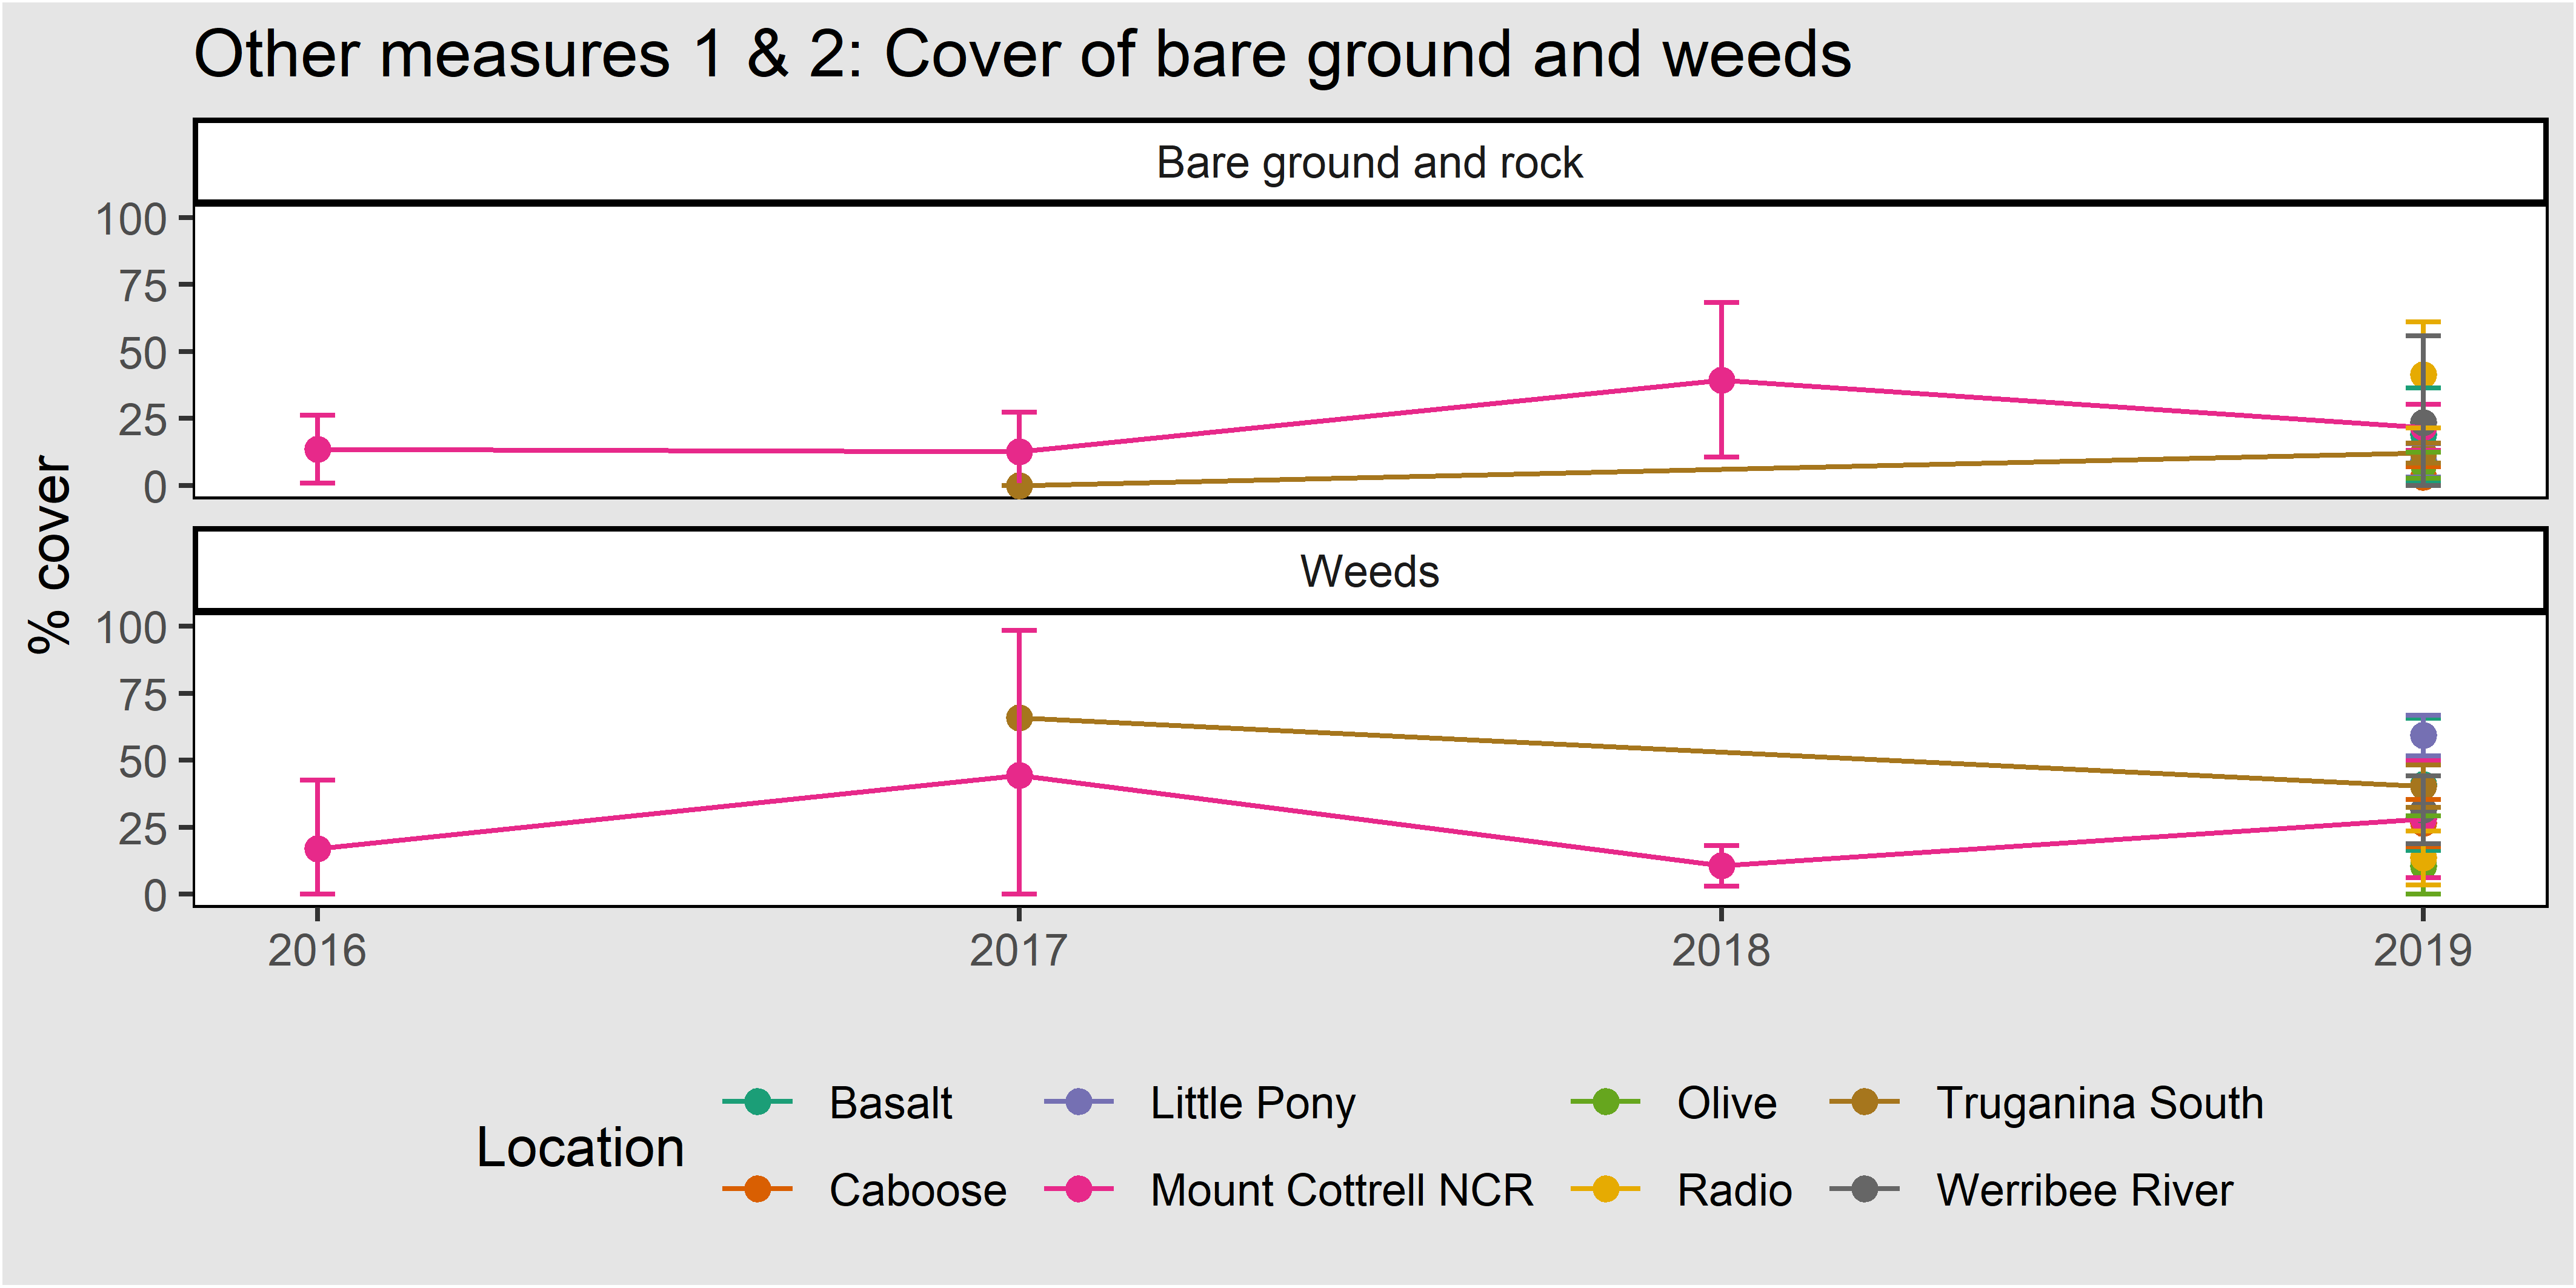 Other measures 1 & 2: Cover of bare ground and weeds
Bare ground and rock
100
75
50
25
0
% cover
Weeds
100
75
50
25
0
2016 2017 2018 2019
Location
Basalt Little Pony Olive Truganina South
Caboose Mount Cottrell NCR Radio Werribee River